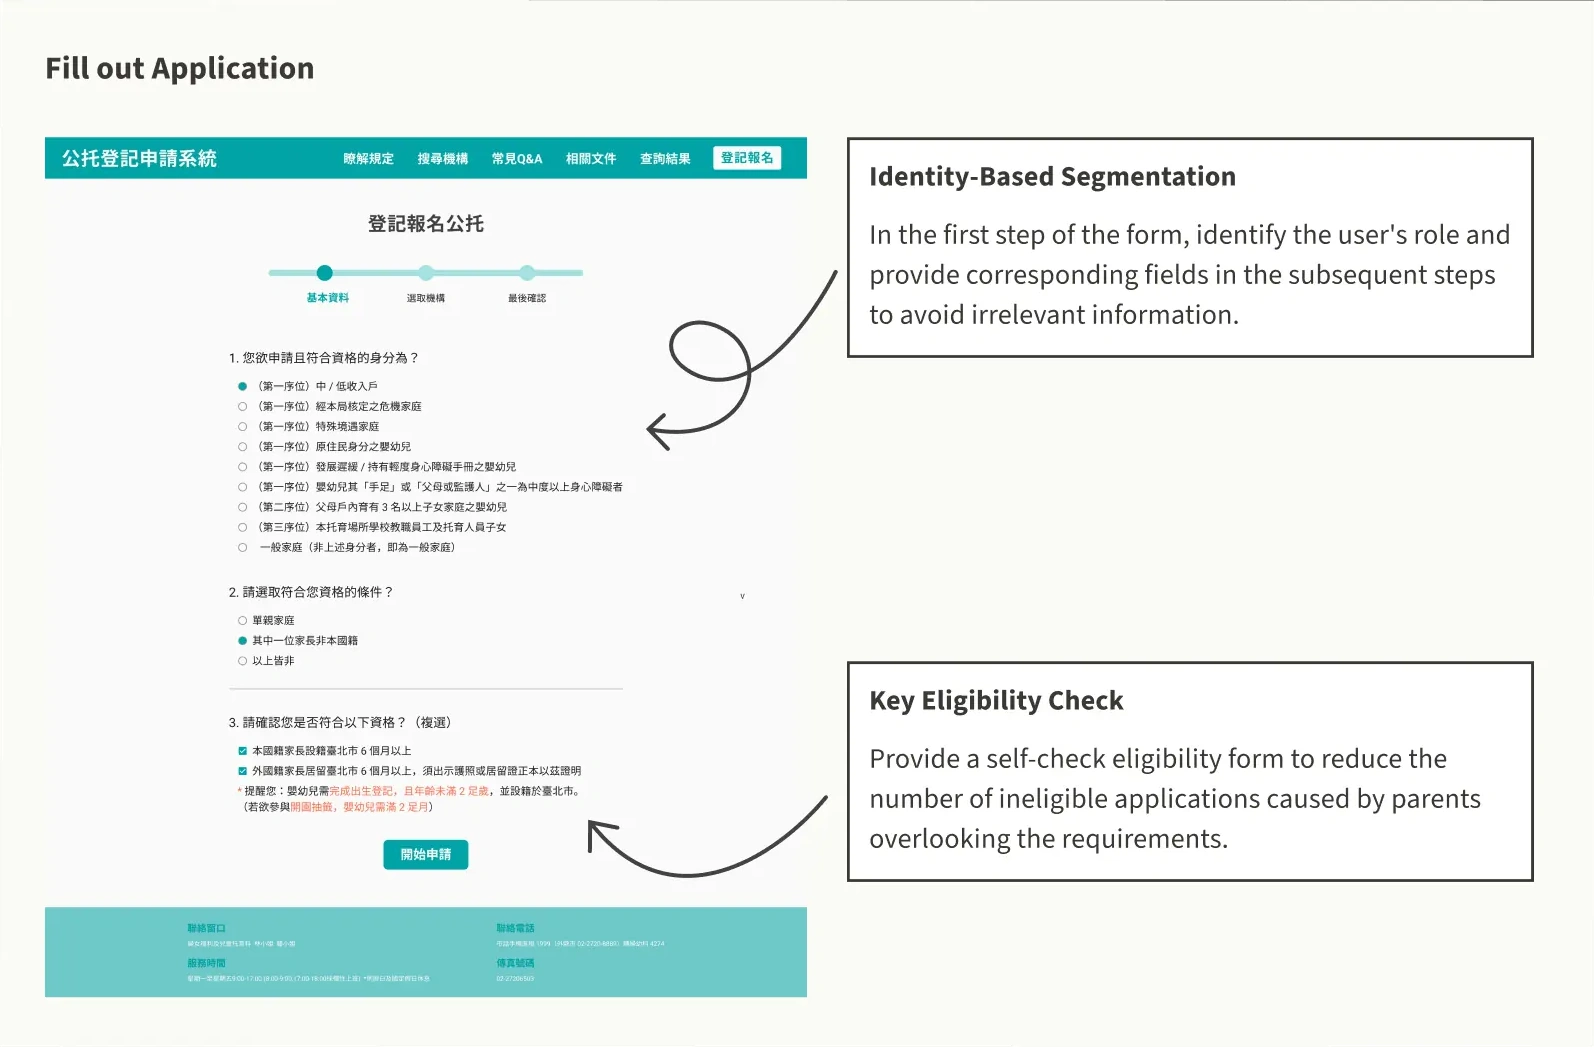 Fill out Application
公托登記申請系統
瞭解規定 搜尋機構 常見Q&A 相關文件 查詢結果 登記報名
登記報名公托
基本資料 選取機構 最後確認
1. 您欲申請且符合資格的身分為？
（第一序位）中 / 低收入戶
（第一序位）經本局核定之危機家庭
（第一序位）特殊境遇家庭
（第一序位）原住民身分之嬰幼兒
（第一序位）發展遲緩 / 持有輕度身心障礙手冊之嬰幼兒
（第一序位）嬰幼兒其「手足」或「父母或監護人」之一為中度以上身心障礙者
（第二序位）父母戶內育有 3 名以上子女家庭之嬰幼兒
（第三序位）本托育場所學校教職員工及托育人員子女
一般家庭（非上述身分者，即為一般家庭）
2. 請選取符合您資格的條件？
v
單親家庭
其中一位家長非本國籍
以上皆非
3. 請確認您是否符合以下資格？（複選）
本國籍家長設籍臺北市 6 個月以上
外國籍家長居留臺北市 6 個月以上，須出示護照或居留證正本以茲證明
* 提醒您：嬰幼兒需完成出生登記，且年齡未滿 2 足歲，並設籍於臺北市。
（若欲參與開園抽籤，嬰幼兒需滿 2 足月）
開始申請
聯絡窗口
聯絡電話
服務時間
傳真號碼
Identity-Based Segmentation
In the first step of the form, identify the user's role and
provide corresponding fields in the subsequent steps
to avoid irrelevant information.
Key Eligibility Check
Provide a self-check eligibility form to reduce the
number of ineligible applications caused by parents
overlooking the requirements.